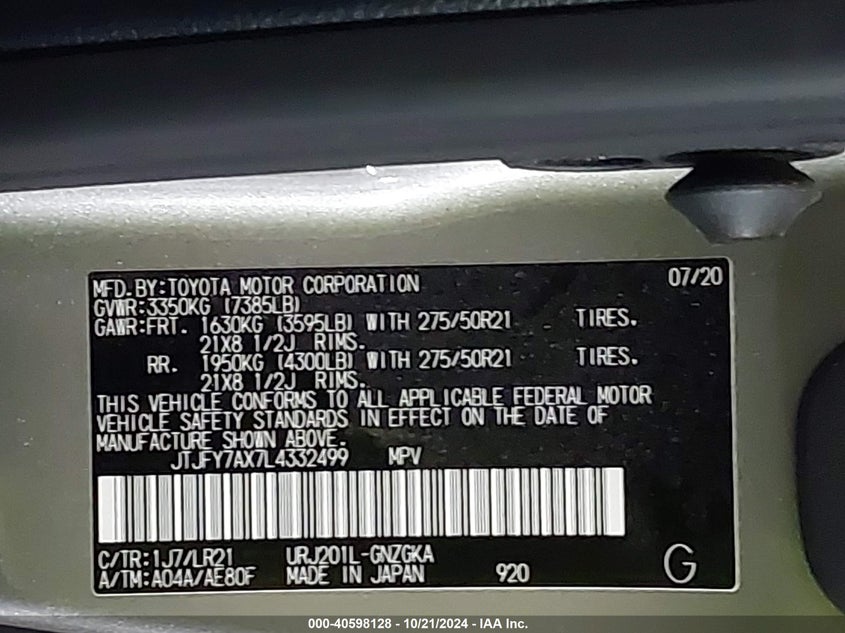 MFD.BY:TOYOTA MOTOR CORPORATION 07/20
GVWR:3350KG (7385LB)
GAWR:FRT. 1630KG (3595LB) WITH 275/50R21 TIRES.
21X8 1/2J RIMS.
RR. 1950KG (4300LB) WITH 275/50R21 TIRES.
21X8 1/2J RIMS.
THIS VEHICLE CONFORMS TO ALL APPLICABLE FEDERAL MOTOR
VEHICLE SAFETY STANDARDS IN EFFECT ON THE DATE OF
MANUFACTURE SHOWN ABOVE.
JTJFY7AX7L4332499 MPV
C/TR:1J7/LR21 URJ201L-GNZGKA
A/TM:A04A/AE80F MADE IN JAPAN 920 G
000-40598128 - 10/21/2024 - IAA Inc.